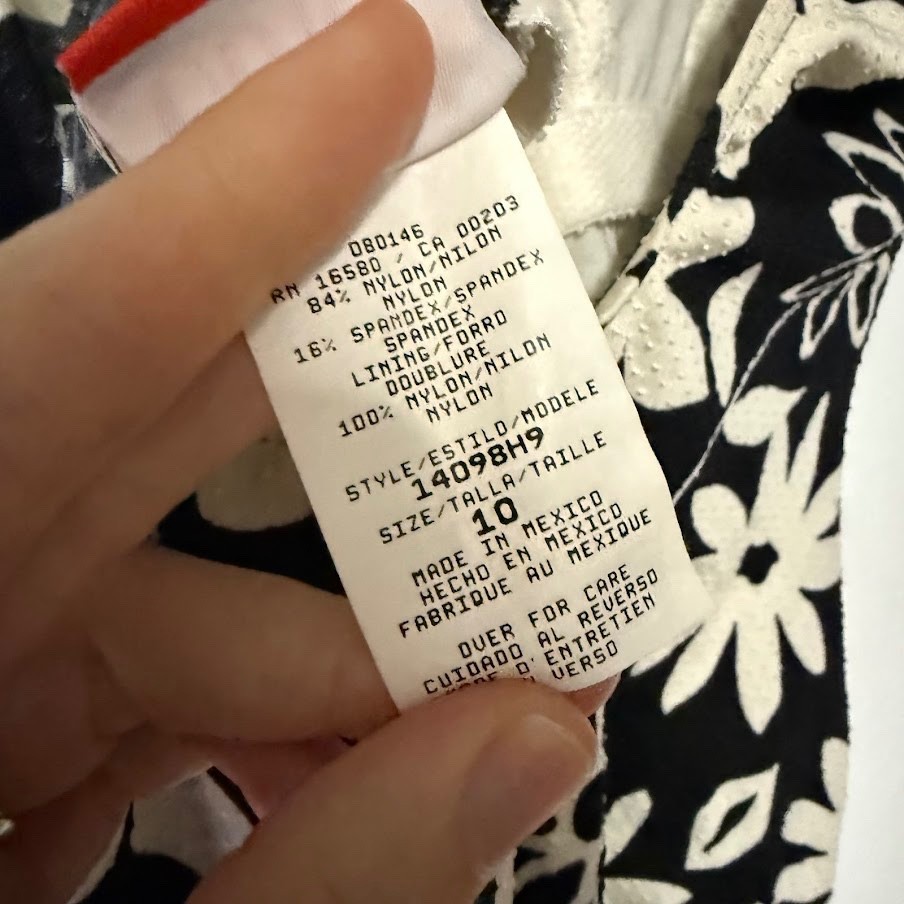 080146
RN 16580 / CA 00203
84% NYLON/NILON
NYLON
16% SPANDEX/SPANDEX
SPANDEX
LINING/FORRO
DOUBLURE
100% NYLON/NILON
NYLON
STYLE/ESTILO/MODELE
14098H9
SIZE/TALLA/TAILLE
10
MADE IN MEXICO
HECHO EN MEXICO
FABRIQUE AU MEXIQUE
OVER FOR CARE
CUIDADO AL REVERSO
D'ENTRETIEN
VERSO